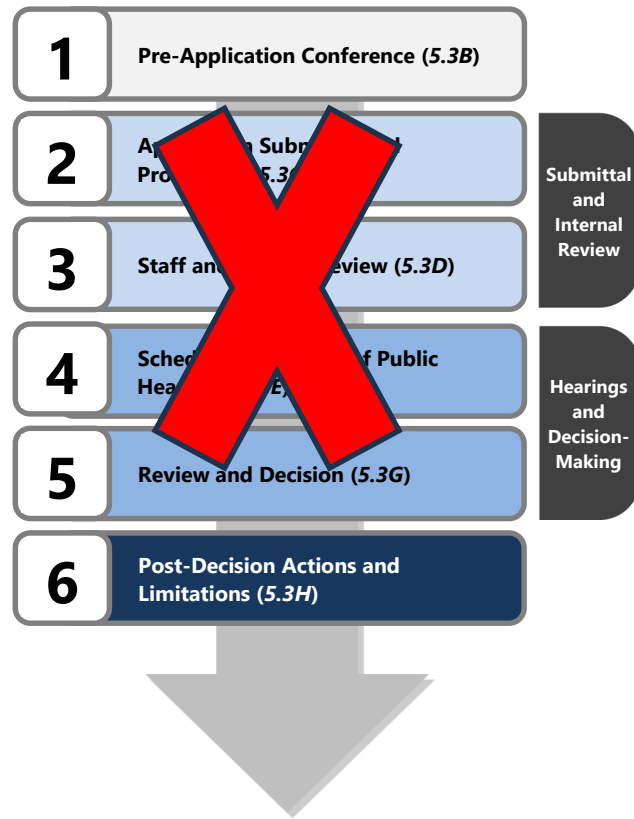 1
Pre-Application Conference (5.3B)
2
Pro
3
Staff and eview (5.3D)
4
Sched f Public
Hea E)
5
Review and Decision (5.3G)
6
Post-Decision Actions and
Limitations (5.3H)
Submittal
and
Internal
Review
Hearings
and
Decision-
Making